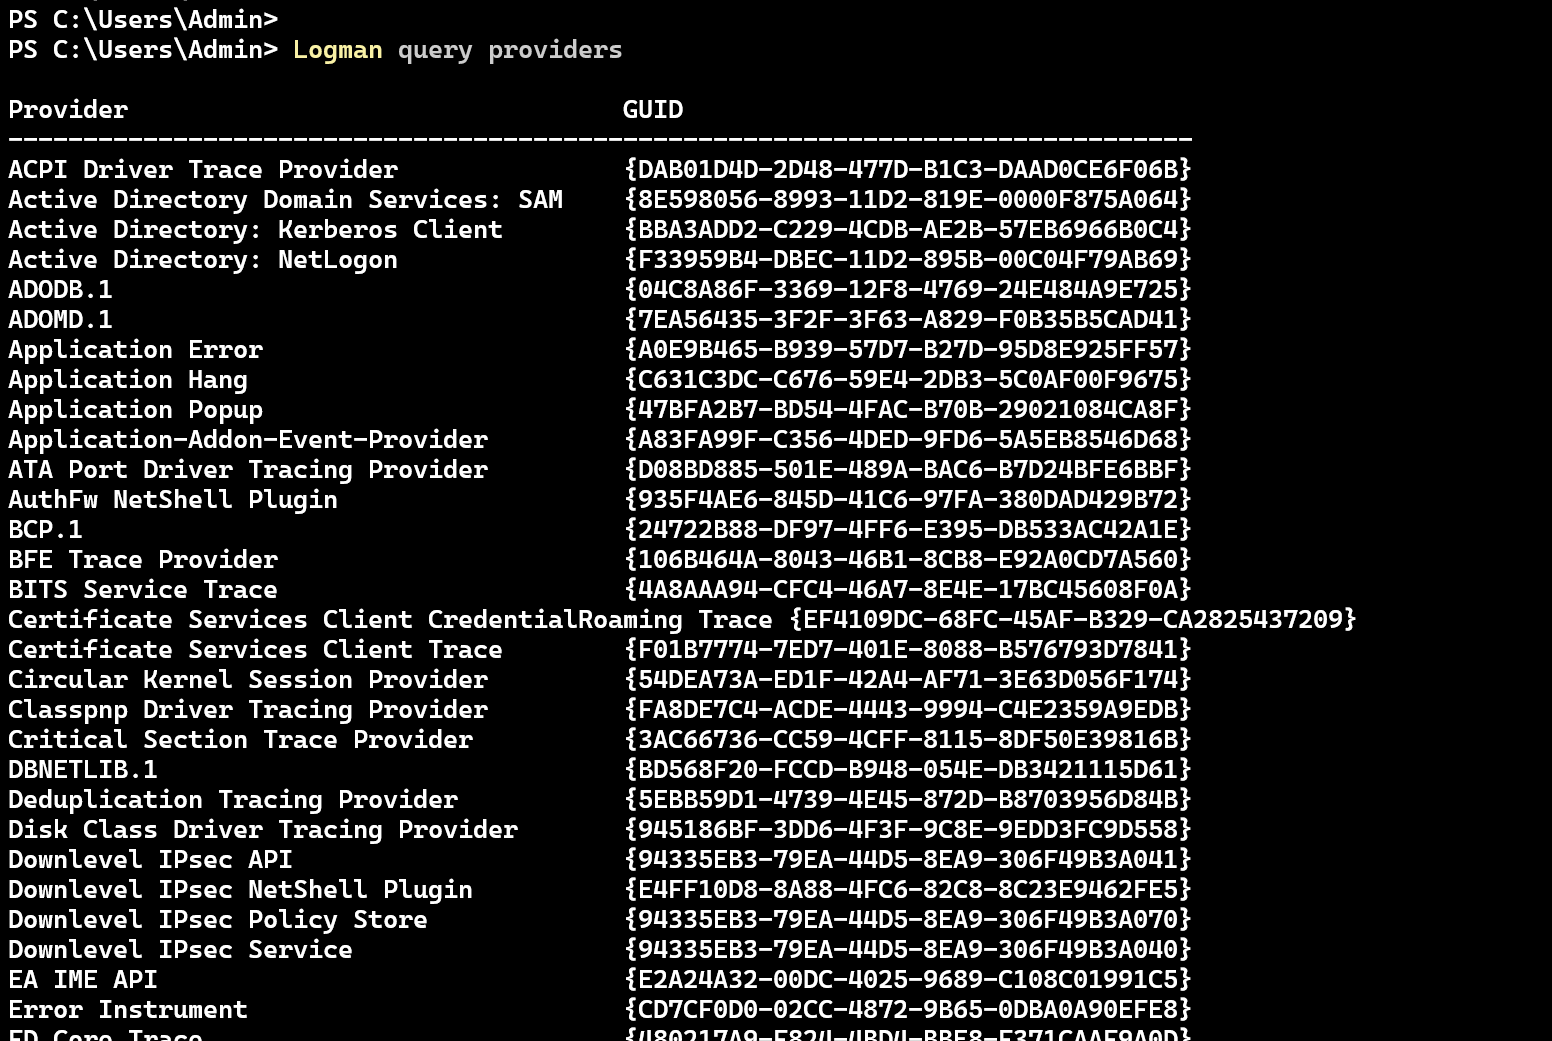 PS C:\Users\Admin>
PS C:\Users\Admin> Logman query providers
Provider GUID
-------------------------------------------------------------------------------
ACPI Driver Trace Provider {DAB01D4D-2D48-477D-B1C3-DAAD0CE6F06B}
Active Directory Domain Services: SAM {8E598056-8993-11D2-819E-0000F875A064}
Active Directory: Kerberos Client {BBA3ADD2-C229-4CDB-AE2B-57EB6966B0C4}
Active Directory: NetLogon {F33959B4-DBEC-11D2-895B-00C04F79AB69}
ADODB.1 {04C8A86F-3369-12F8-4769-24E484A9E725}
ADOMD.1 {7EA56435-3F2F-3F63-A829-F0B35B5CAD41}
Application Error {A0E9B465-B939-57D7-B27D-95D8E925FF57}
Application Hang {C631C3DC-C676-59E4-2DB3-5C0AF00F9675}
Application Popup {47BFA2B7-BD54-4FAC-B70B-29021084CA8F}
Application-Addon-Event-Provider {A83FA99F-C356-4DED-9FD6-5A5EB8546D68}
ATA Port Driver Tracing Provider {D08BD885-501E-489A-BAC6-B7D24BFE6BBF}
AuthFw NetShell Plugin {935F4AE6-845D-41C6-97FA-380DAD429B72}
BCP.1 {24722B88-DF97-4FF6-E395-DB533AC42A1E}
BFE Trace Provider {106B464A-8043-46B1-8CB8-E92A0CD7A560}
BITS Service Trace {4A8AAA94-CFC4-46A7-8E4E-17BC45608F0A}
Certificate Services Client CredentialRoaming Trace {EF4109DC-68FC-45AF-B329-CA2825437209}
Certificate Services Client Trace {F01B7774-7ED7-401E-8088-B576793D7841}
Circular Kernel Session Provider {54DEA73A-ED1F-42A4-AF71-3E63D056F174}
Classpnp Driver Tracing Provider {FA8DE7C4-ACDE-4443-9994-C4E2359A9EDB}
Critical Section Trace Provider {3AC66736-CC59-4CFF-8115-8DF50E39816B}
DBNETLIB.1 {BD568F20-FCCD-B948-054E-DB3421115D61}
Deduplication Tracing Provider {5EBB59D1-4739-4E45-872D-B8703956D84B}
Disk Class Driver Tracing Provider {945186BF-3DD6-4F3F-9C8E-9EDD3FC9D558}
Downlevel IPsec API {94335EB3-79EA-44D5-8EA9-306F49B3A041}
Downlevel IPsec NetShell Plugin {E4FF10D8-8A88-4FC6-82C8-8C23E9462FE5}
Downlevel IPsec Policy Store {94335EB3-79EA-44D5-8EA9-306F49B3A070}
Downlevel IPsec Service {94335EB3-79EA-44D5-8EA9-306F49B3A040}
EA IME API {E2A24A32-00DC-4025-9689-C108C01991C5}
Error Instrument {CD7CF0D0-02CC-4872-9B65-0DBA0A90EFE8}
Core Trace